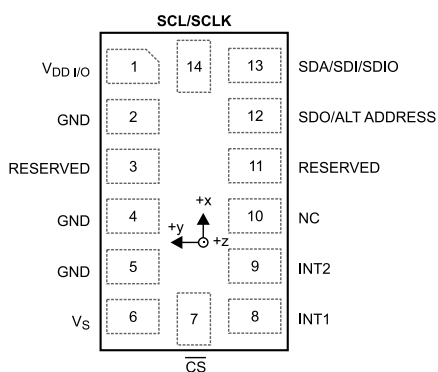 SCL/SCLK
V_DD I/O 1 14 13 SDA/SDI/SDIO
GND 2 12 SDO/ALT ADDRESS
RESERVED 3 11 RESERVED
+x
GND 4 +y +z 10 NC
GND 5 9 INT2
V_S 6 7 8 INT1
C̅S̅